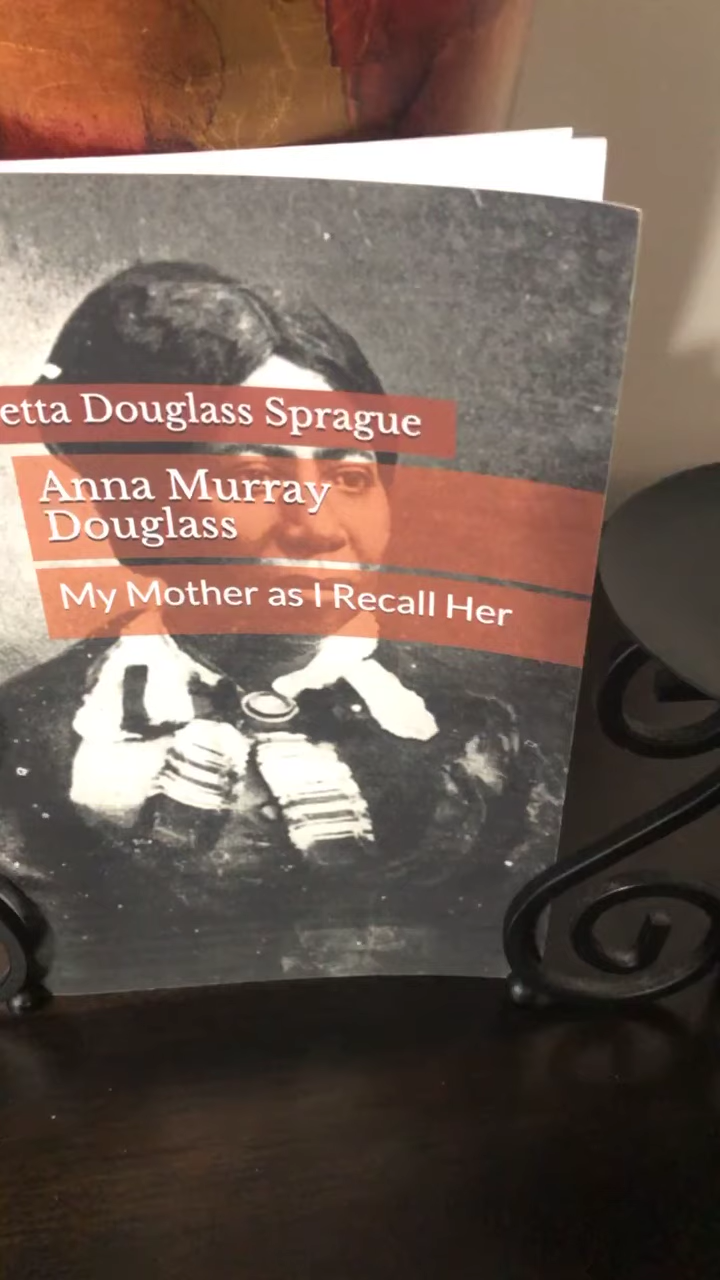 etta Douglass Sprague
Anna Murray
Douglass
My Mother as I Recall Her